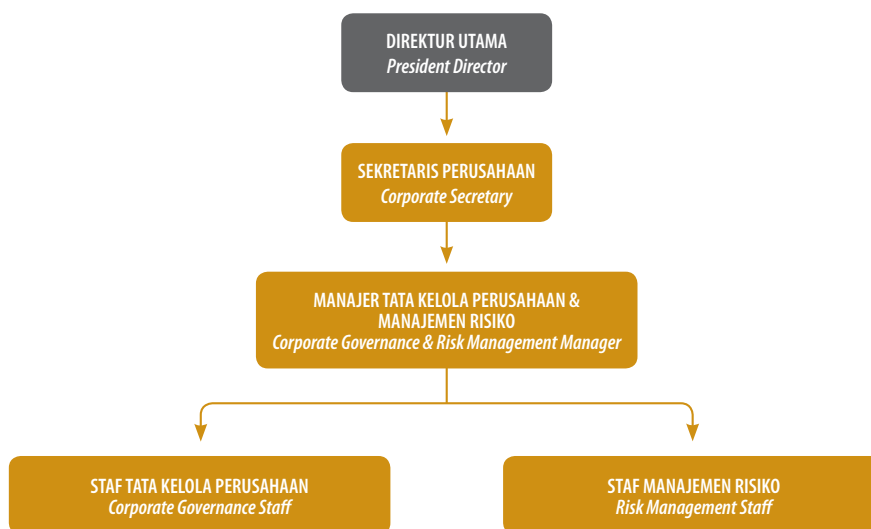 DIREKTUR UTAMA
President Director
SEKRETARIS PERUSAHAAN
Corporate Secretary
MANAJER TATA KELOLA PERUSAHAAN &
MANAJEMEN RISIKO
Corporate Governance & Risk Management Manager
STAF TATA KELOLA PERUSAHAAN
Corporate Governance Staff
STAF MANAJEMEN RISIKO
Risk Management Staff